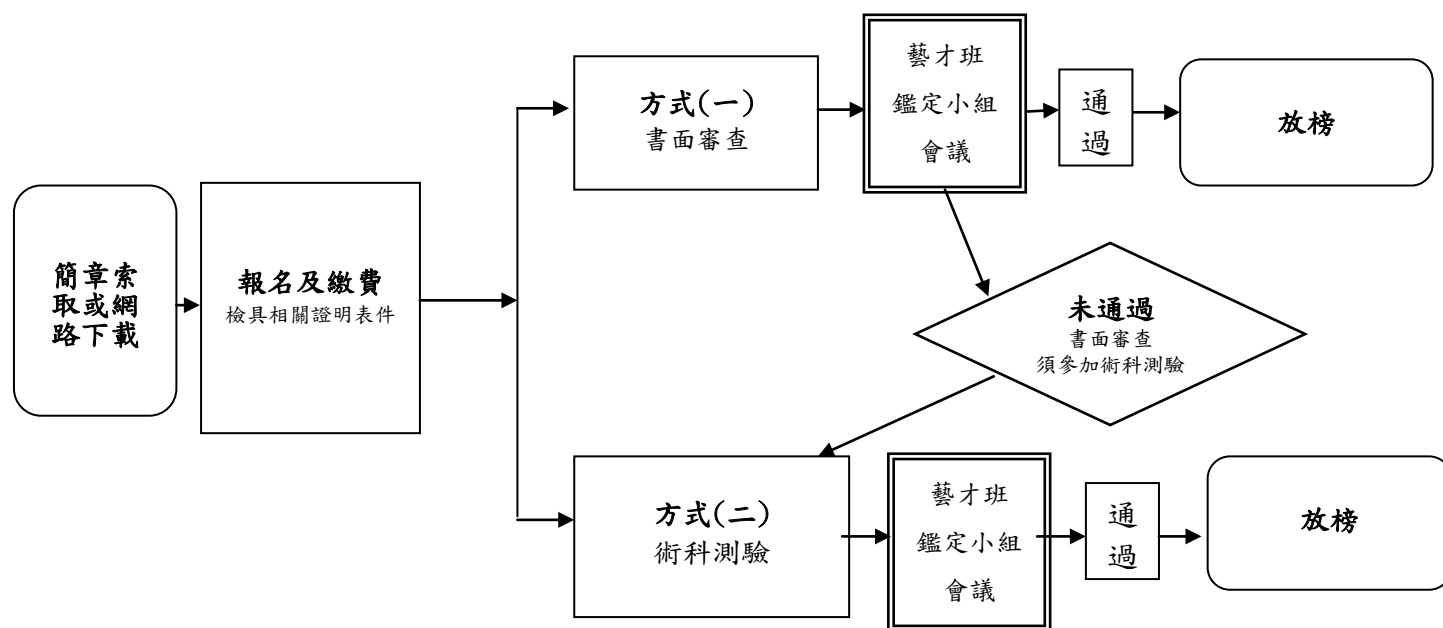 簡章索
取或網
路下載
報名及繳費
檢具相關證明表件
方式(一)
書面審查
藝才班
鑑定小組
會議
通
過
放榜
未通過
書面審查
須參加術科測驗
方式(二)
術科測驗
藝才班
鑑定小組
會議
通
過
放榜